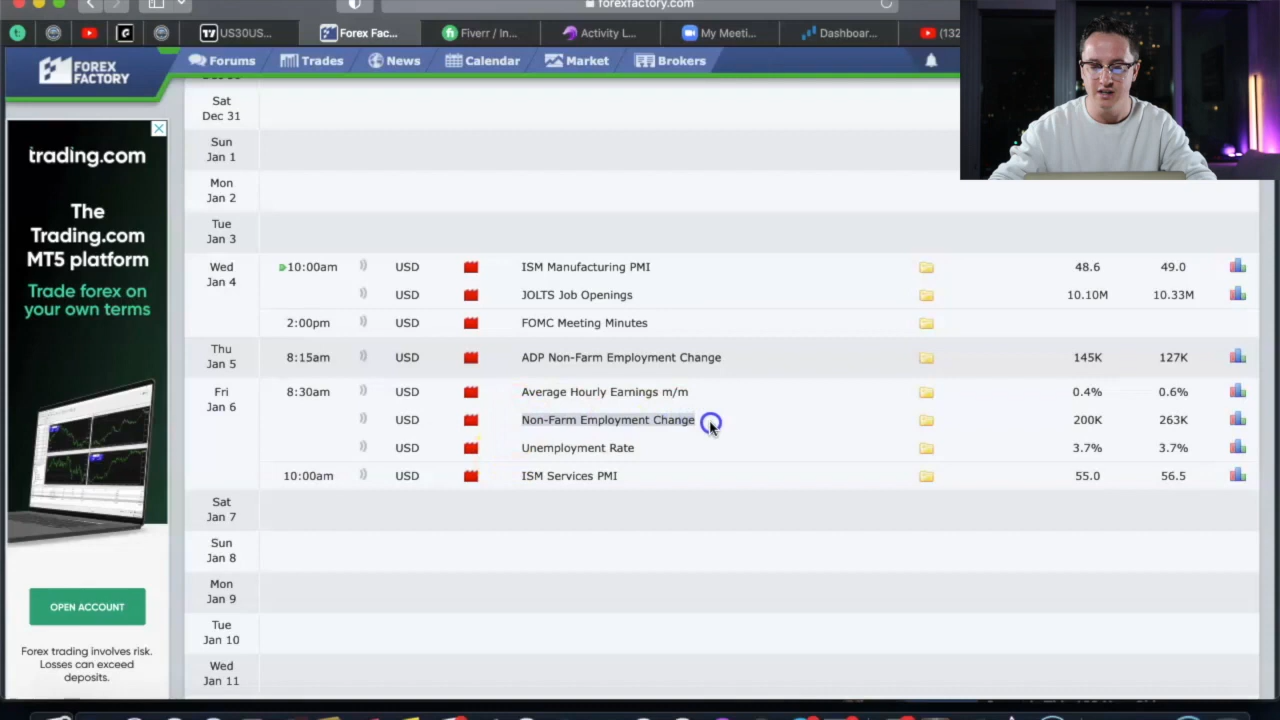 forexfactory.com
US30US...
Forex Fac...
Fiverr / In...
Activity L...
My Meeti...
Dashboar...
(132
FOREX
FACTORY
Forums
Trades
News
Calendar
Market
Brokers
trading.com
The
Trading.com
MT5 platform
Trade forex on
your own terms
OPEN ACCOUNT
Forex trading involves risk.
Losses can exceed
deposits.
Sat
Dec 31
Sun
Jan 1
Mon
Jan 2
Tue
Jan 3
Wed 10:00am USD ISM Manufacturing PMI 48.6 49.0
Jan 4
USD JOLTS Job Openings 10.10M 10.33M
2:00pm USD FOMC Meeting Minutes
Thu 8:15am USD ADP Non-Farm Employment Change 145K 127K
Jan 5
Fri 8:30am USD Average Hourly Earnings m/m 0.4% 0.6%
Jan 6
USD Non-Farm Employment Change 200K 263K
USD Unemployment Rate 3.7% 3.7%
10:00am USD ISM Services PMI 55.0 56.5
Sat
Jan 7
Sun
Jan 8
Mon
Jan 9
Tue
Jan 10
Wed
Jan 11